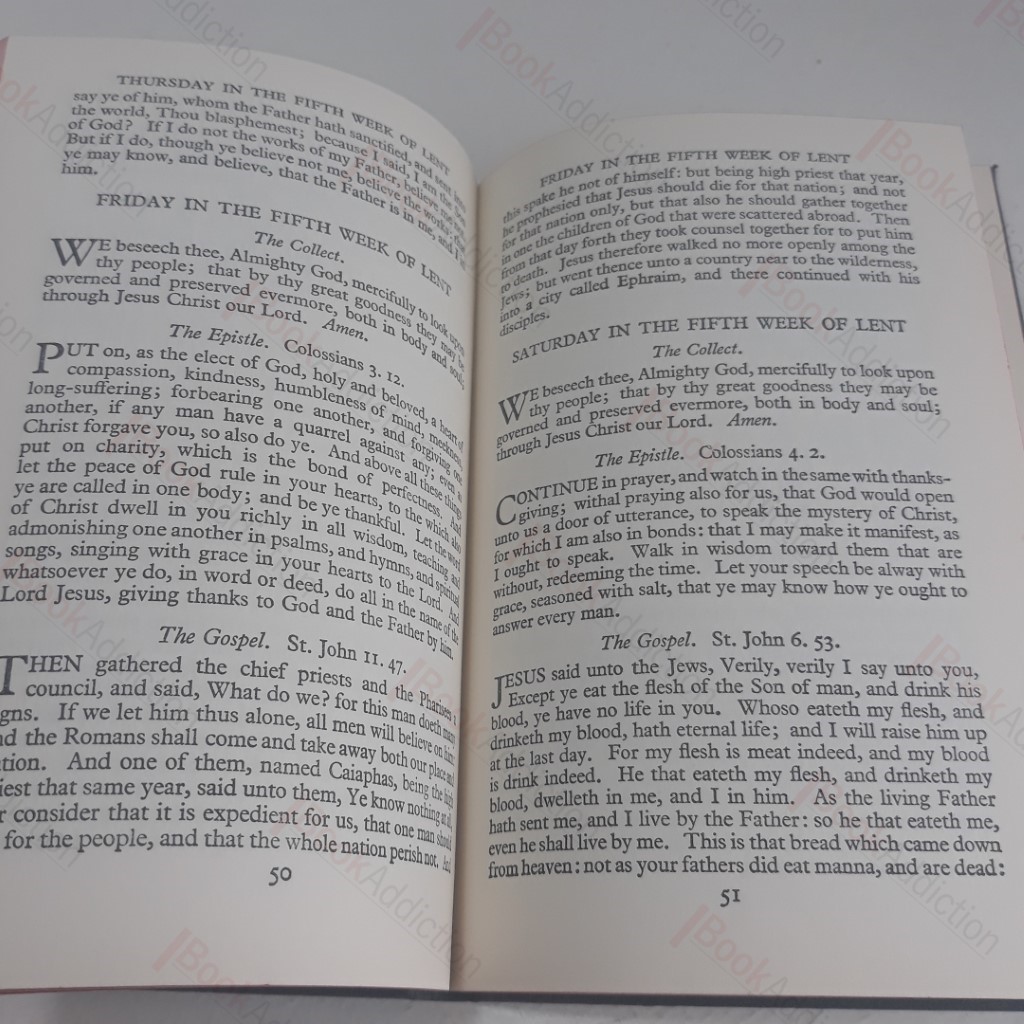 THURSDAY IN THE FIFTH WEEK OF LENT
say ye of him, whom the Father hath sanctified, and sent into
the world, Thou blasphemest; because I said, I am the Son
of God? If I do not the works of my Father, believe me not.
But if I do, though ye believe not me, believe the works: that
ye may know, and believe, that the Father is in me, and I in
him.
FRIDAY IN THE FIFTH WEEK OF LENT
The Collect.
WE beseech thee, Almighty God, mercifully to look upon
thy people; that by thy great goodness they may be
governed and preserved evermore, both in body and soul;
through Jesus Christ our Lord. Amen.
The Epistle. Colossians 3. 12.
PUT on, as the elect of God, holy and beloved, a heart of
compassion, kindness, humbleness of mind, meekness,
long-suffering; forbearing one another, and forgiving one
another, if any man have a quarrel against any: even as
Christ forgave you, so also do ye. And above all these things
put on charity, which is the bond of perfectness. And
let the peace of God rule in your hearts, to the which also
ye are called in one body; and be ye thankful. Let the word
of Christ dwell in you richly in all wisdom, teaching and
admonishing one another in psalms, and hymns, and spiritual
songs, singing with grace in your hearts to the Lord. And
whatsoever ye do, in word or deed, do all in the name of the
Lord Jesus, giving thanks to God and the Father by him.
The Gospel. St. John 11. 47.
THEN gathered the chief priests and the Pharisees a
council, and said, What do we? for this man doeth many
igns. If we let him thus alone, all men will believe on him:
nd the Romans shall come and take away both our place and
tion. And one of them, named Caiaphas, being the high
iest that same year, said unto them, Ye know nothing at all,
r consider that it is expedient for us, that one man should
for the people, and that the whole nation perish not. And
50
FRIDAY IN THE FIFTH WEEK OF LENT
this spake he not of himself: but being high priest that year,
he prophesied that Jesus should die for that nation; and not
for that nation only, but that also he should gather together
in one the children of God that were scattered abroad. Then
from that day forth they took counsel together for to put him
to death. Jesus therefore walked no more openly among the
Jews; but went thence unto a country near to the wilderness,
into a city called Ephraim, and there continued with his
disciples.
SATURDAY IN THE FIFTH WEEK OF LENT
The Collect.
WE beseech thee, Almighty God, mercifully to look upon
thy people; that by thy great goodness they may be
governed and preserved evermore, both in body and soul;
through Jesus Christ our Lord. Amen.
The Epistle. Colossians 4. 2.
CONTINUE in prayer, and watch in the same with thanks-
giving; withal praying also for us, that God would open
unto us a door of utterance, to speak the mystery of Christ,
for which I am also in bonds: that I may make it manifest, as
I ought to speak. Walk in wisdom toward them that are
without, redeeming the time. Let your speech be alway with
grace, seasoned with salt, that ye may know how ye ought to
answer every man.
The Gospel. St. John 6. 53.
JESUS said unto the Jews, Verily, verily I say unto you,
Except ye eat the flesh of the Son of man, and drink his
blood, ye have no life in you. Whoso eateth my flesh, and
drinketh my blood, hath eternal life; and I will raise him up
at the last day. For my flesh is meat indeed, and my blood
is drink indeed. He that eateth my flesh, and drinketh my
blood, dwelleth in me, and I in him. As the living Father
hath sent me, and I live by the Father: so he that eateth me,
even he shall live by me. This is that bread which came down
from heaven: not as your fathers did eat manna, and are dead:
51
BookAddiction